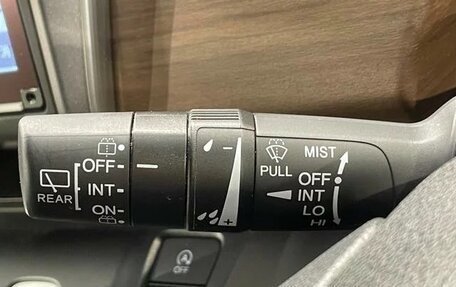 OFF
INT
ON
REAR
-
+
PULL
MIST
OFF
INT
LO
HI
OFF